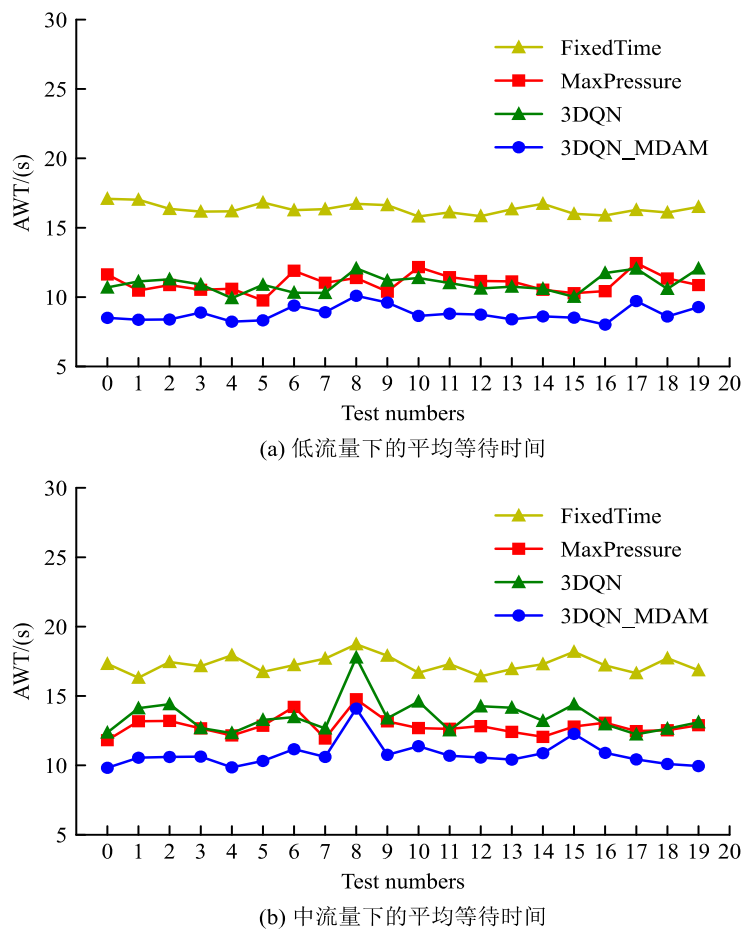 30
FixedTime
25
MaxPressure
3DQN
3DQN_MDAM
20
AWT/(s)
15
10
5
0 1 2 3 4 5 6 7 8 9 10 11 12 13 14 15 16 17 18 19 20
Test numbers
(a) 低流量下的平均等待时间
30
FixedTime
25
MaxPressure
3DQN
3DQN_MDAM
20
AWT/(s)
15
10
5
0 1 2 3 4 5 6 7 8 9 10 11 12 13 14 15 16 17 18 19 20
Test numbers
(b) 中流量下的平均等待时间